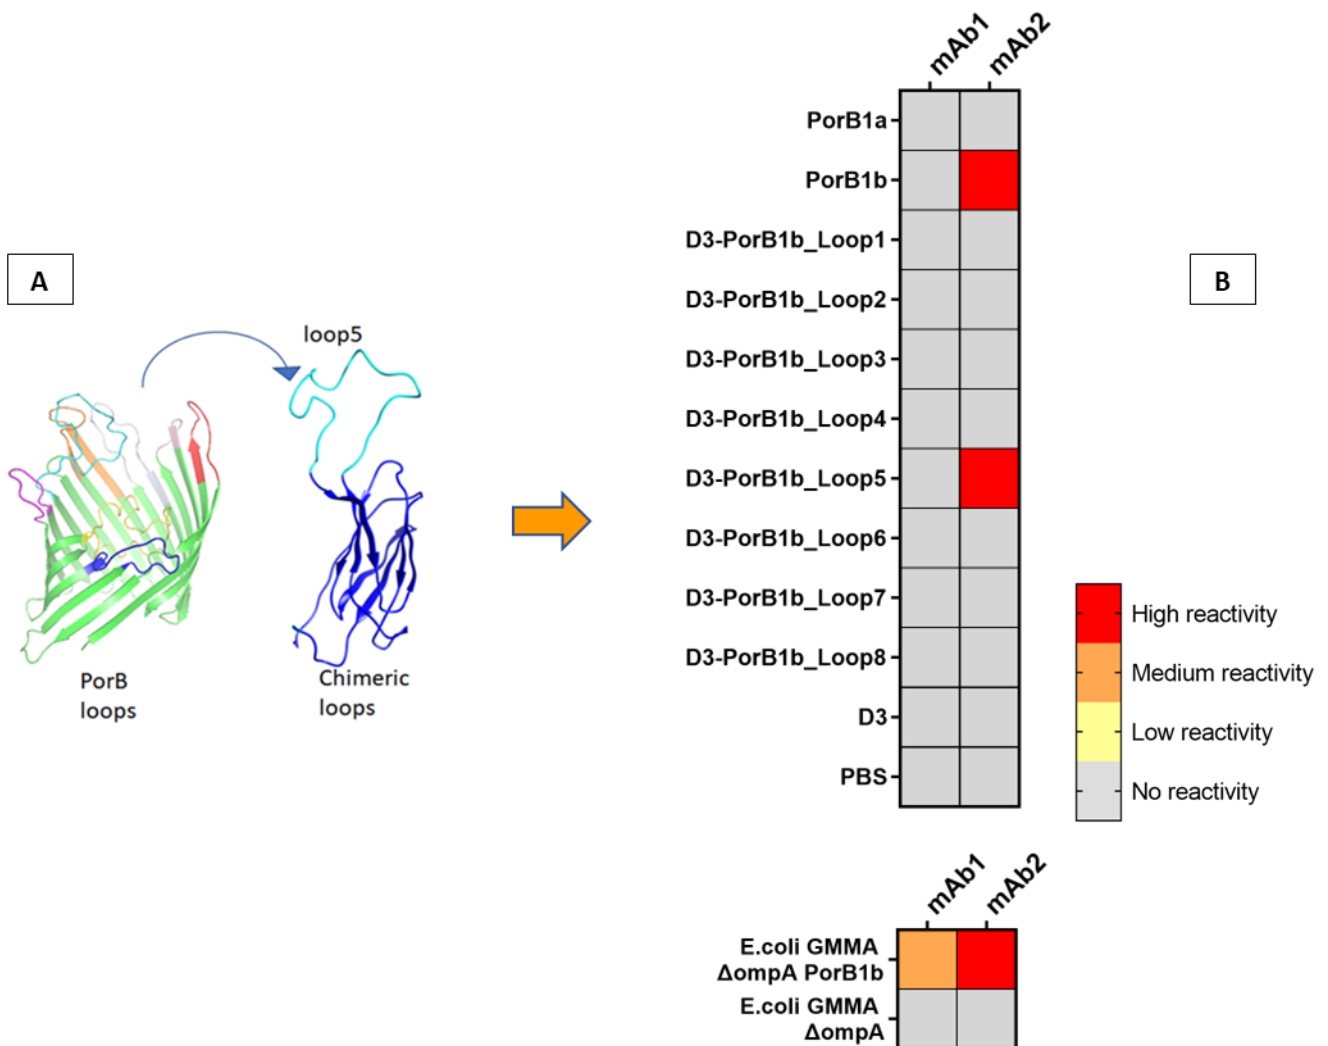 A
loop5
PorB
loops
Chimeric
loops
B
mAb1
mAb2
PorB1a
PorB1b
D3-PorB1b_Loop1
D3-PorB1b_Loop2
D3-PorB1b_Loop3
D3-PorB1b_Loop4
D3-PorB1b_Loop5
D3-PorB1b_Loop6
D3-PorB1b_Loop7
D3-PorB1b_Loop8
D3
PBS
High reactivity
Medium reactivity
Low reactivity
No reactivity
mAb1
mAb2
E.coli GMMA
ΔompA PorB1b
E.coli GMMA
ΔompA